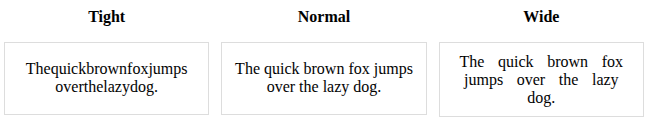 Tight
Thequickbrownfoxjumps
overthelazydog.
Normal
The quick brown fox jumps
over the lazy dog.
Wide
The quick brown fox
jumps over the lazy
dog.